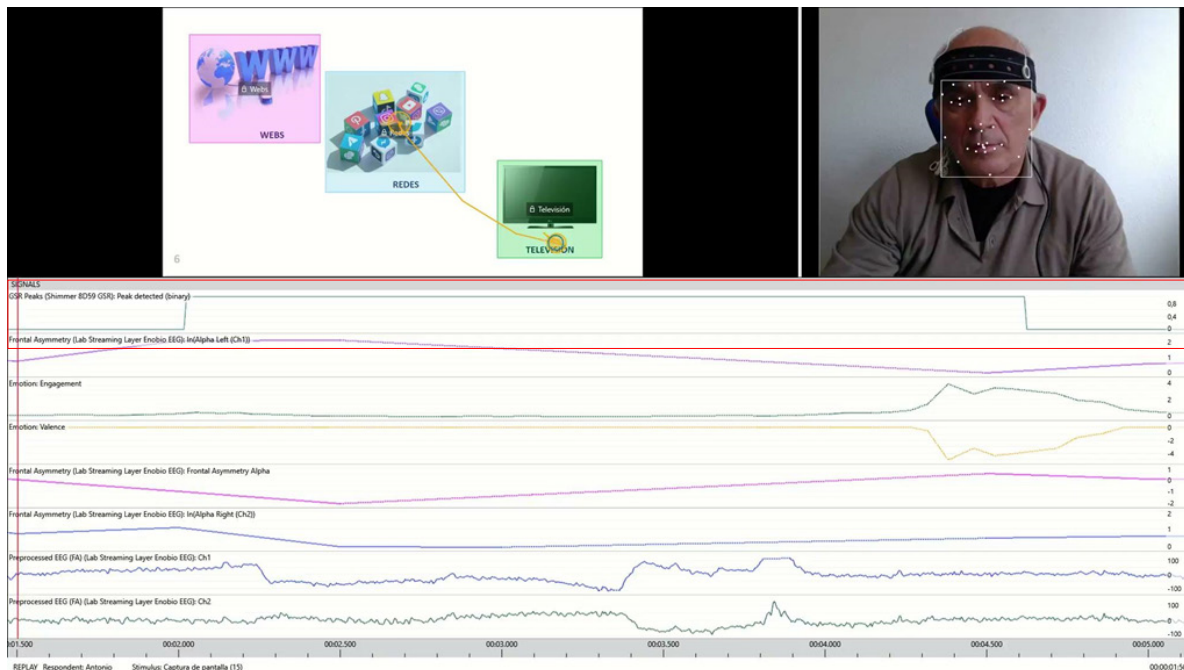 WWW
Webs
WEBS
REDES
Televisión
TELEVISION
6
SIGNALS
GSR Peaks (Shimmer 8D59 GSR): Peak detected (binary)
0,8
0,4
0
Frontal Asymmetry (Lab Streaming Layer Enobio EEG): ln(Alpha Left (Ch1))
2
1
0
Emotion: Engagement
4
2
0
Emotion: Valence
0
-2
-4
Frontal Asymmetry (Lab Streaming Layer Enobio EEG): Frontal Asymmetry Alpha
1
0
-1
-2
Frontal Asymmetry (Lab Streaming Layer Enobio EEG): ln(Alpha Right (Ch2))
2
1
0
Preprocessed EEG (FA) (Lab Streaming Layer Enobio EEG): Ch1
100
0
-100
Preprocessed EEG (FA) (Lab Streaming Layer Enobio EEG): Ch2
100
0
-100
00:02.000 00:02.500 00:03.000 00:03.500 00:04.000 00:04.500 00:05.000
REPLAY Respondent: Antonio Stimulus: Captura de pantalla (15)